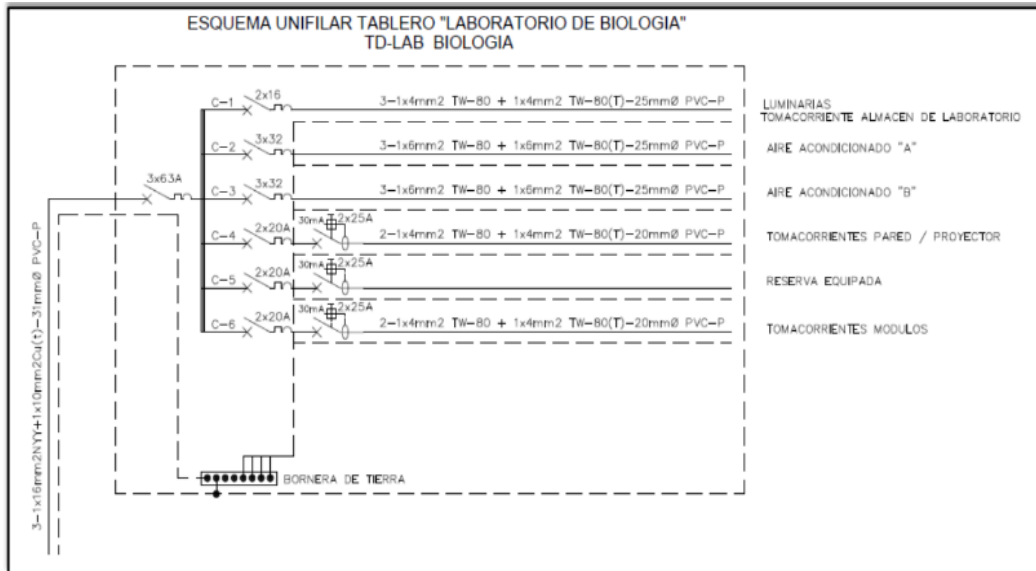 ESQUEMA UNIFILAR TABLERO "LABORATORIO DE BIOLOGIA"
TD-LAB BIOLOGIA
C-1 2x16 3-1x4mm2 TW-80 + 1x4mm2 TW-80(T)-25mmØ PVC-P LUMINARIAS
TOMACORRIENTE ALMACEN DE LABORATORIO
C-2 3x32 3-1x6mm2 TW-80 + 1x6mm2 TW-80(T)-25mmØ PVC-P AIRE ACONDICIONADO "A"
3x63A
C-3 3x32 3-1x6mm2 TW-80 + 1x6mm2 TW-80(T)-25mmØ PVC-P AIRE ACONDICIONADO "B"
30mA 2x25A
C-4 2x20A 2-1x4mm2 TW-80 + 1x4mm2 TW-80(T)-20mmØ PVC-P TOMACORRIENTES PARED / PROYECTOR
30mA 2x25A
C-5 2x20A RESERVA EQUIPADA
30mA 2x25A
C-6 2x20A 2-1x4mm2 TW-80 + 1x4mm2 TW-80(T)-20mmØ PVC-P TOMACORRIENTES MODULOS
3-1x16mm2NYY+1x10mm2Cu(t)-31mmØ PVC-P
BORNERA DE TIERRA